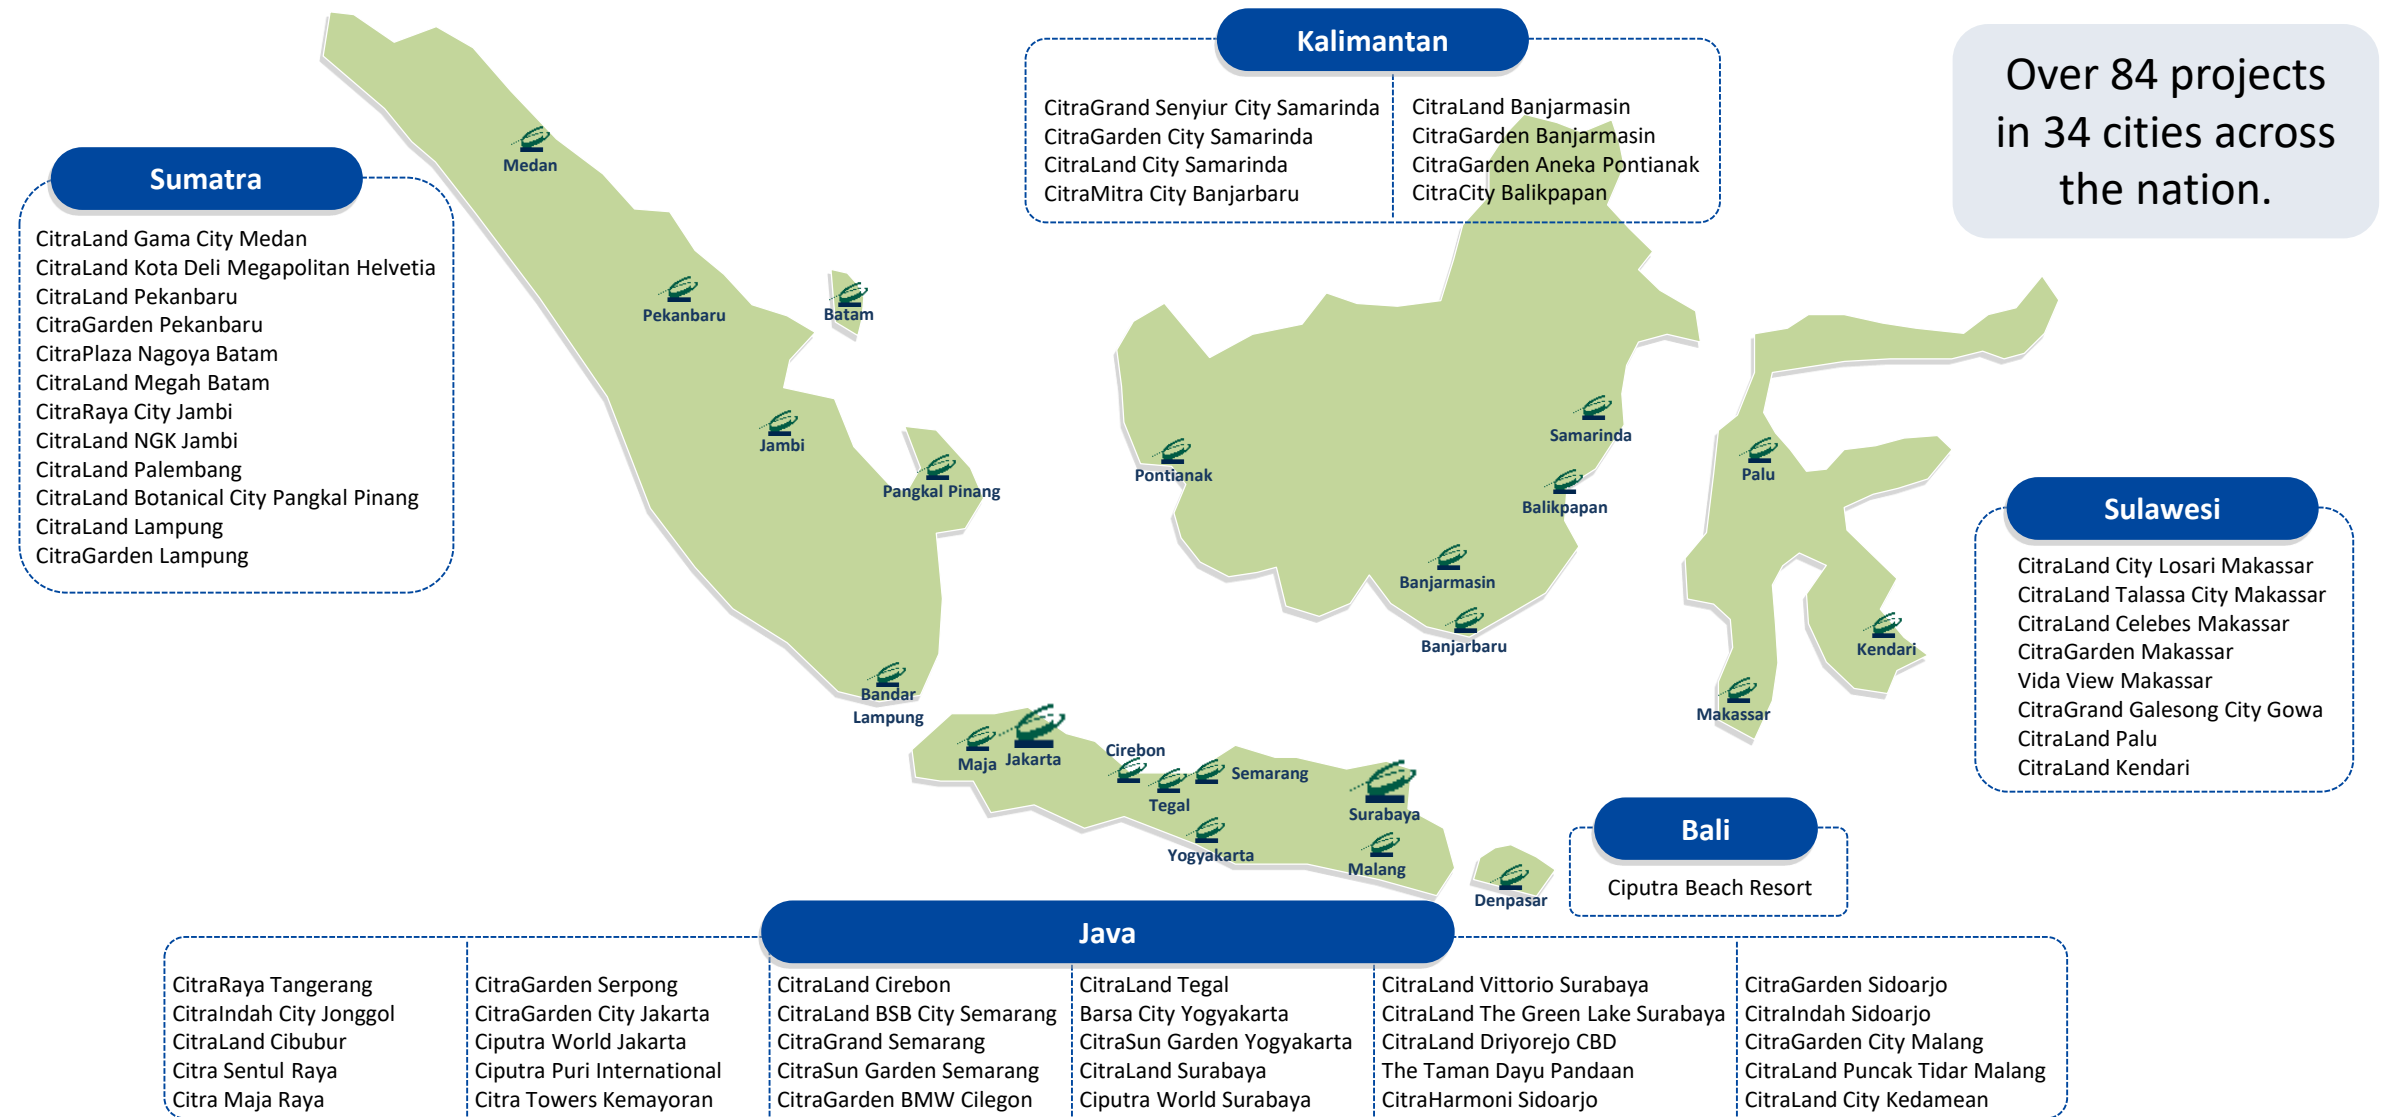 Kalimantan
CitraGrand Senyiur City Samarinda
CitraGarden City Samarinda
CitraLand City Samarinda
CitraMitra City Banjarbaru
CitraLand Banjarmasin
CitraGarden Banjarmasin
CitraGarden Aneka Pontianak
CitraCity Balikpapan
Over 84 projects
in 34 cities across
the nation.
Sumatra
CitraLand Gama City Medan
CitraLand Kota Deli Megapolitan Helvetia
CitraLand Pekanbaru
CitraGarden Pekanbaru
CitraPlaza Nagoya Batam
CitraLand Megah Batam
CitraRaya City Jambi
CitraLand NGK Jambi
CitraLand Palembang
CitraLand Botanical City Pangkal Pinang
CitraLand Lampung
CitraGarden Lampung
Medan
Pekanbaru
Batam
Jambi
Pangkal Pinang
Bandar
Lampung
Pontianak
Samarinda
Balikpapan
Banjarmasin
Banjarbaru
Palu
Kendari
Makassar
Sulawesi
CitraLand City Losari Makassar
CitraLand Talassa City Makassar
CitraLand Celebes Makassar
CitraGarden Makassar
Vida View Makassar
CitraGrand Galesong City Gowa
CitraLand Palu
CitraLand Kendari
Maja
Jakarta
Cirebon
Tegal
Semarang
Yogyakarta
Surabaya
Malang
Denpasar
Bali
Ciputra Beach Resort
Java
CitraRaya Tangerang
CitraIndah City Jonggol
CitraLand Cibubur
Citra Sentul Raya
Citra Maja Raya
CitraGarden Serpong
CitraGarden City Jakarta
Ciputra World Jakarta
Ciputra Puri International
Citra Towers Kemayoran
CitraLand Cirebon
CitraLand BSB City Semarang
CitraGrand Semarang
CitraSun Garden Semarang
CitraGarden BMW Cilegon
CitraLand Tegal
Barsa City Yogyakarta
CitraSun Garden Yogyakarta
CitraLand Surabaya
Ciputra World Surabaya
CitraLand Vittorio Surabaya
CitraLand The Green Lake Surabaya
CitraLand Driyorejo CBD
The Taman Dayu Pandaan
CitraHarmoni Sidoarjo
CitraGarden Sidoarjo
CitraIndah Sidoarjo
CitraGarden City Malang
CitraLand Puncak Tidar Malang
CitraLand City Kedamean